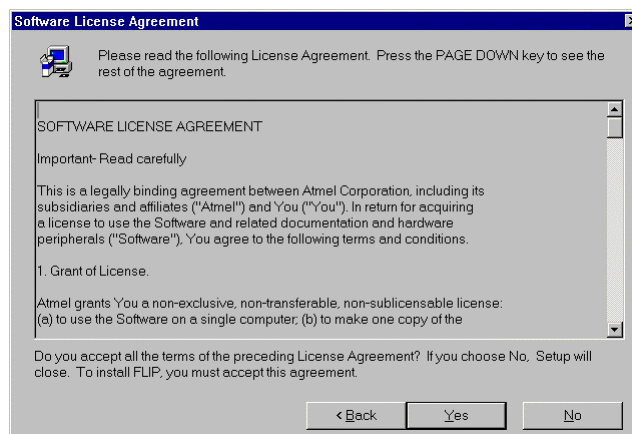 Software License Agreement
Please read the following License Agreement. Press the PAGE DOWN key to see the
rest of the agreement.
SOFTWARE LICENSE AGREEMENT
Important- Read carefully
This is a legally binding agreement between Atmel Corporation, including its
subsidiaries and affiliates ("Atmel") and You ("You"). In return for acquiring
a license to use the Software and related documentation and hardware
peripherals ("Software"), You agree to the following terms and conditions.
1. Grant of License.
Atmel grants You a non-exclusive, non-transferable, non-sublicensable license:
(a) to use the Software on a single computer; (b) to make one copy of the
Do you accept all the terms of the preceding License Agreement? If you choose No, Setup will
close. To install FLIP, you must accept this agreement.
< Back Yes No